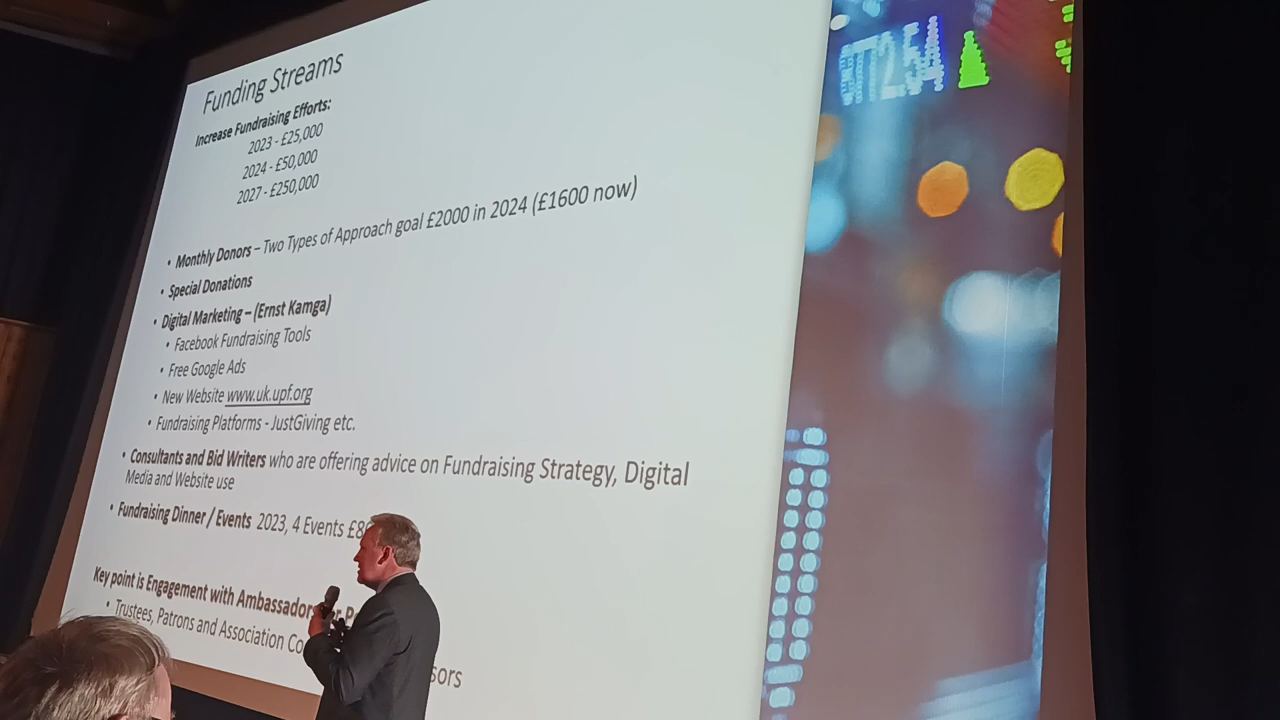 Funding Streams
Increase Fundraising Efforts:
2023 - £25,000
2024 - £50,000
2027 - £250,000
• Monthly Donors – Two Types of Approach goal £2000 in 2024 (£1600 now)
• Special Donations
• Digital Marketing – (Ernst Kamga)
• Facebook Fundraising Tools
• Free Google Ads
• New Website www.uk.upf.org
• Fundraising Platforms - JustGiving etc.
• Consultants and Bid Writers who are offering advice on Fundraising Strategy, Digital
Media and Website use
• Fundraising Dinner / Events 2023, 4 Events £8
Key point is Engagement with Ambassadors
• Trustees, Patrons and Association